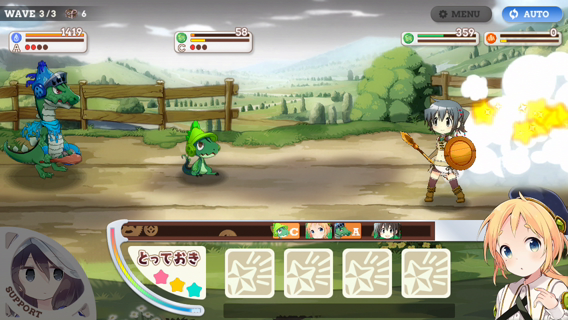 WAVE 3/3 6
MENU
AUTO
1419
A
58
C
359
0
C
A
とっておき
SUPPORT